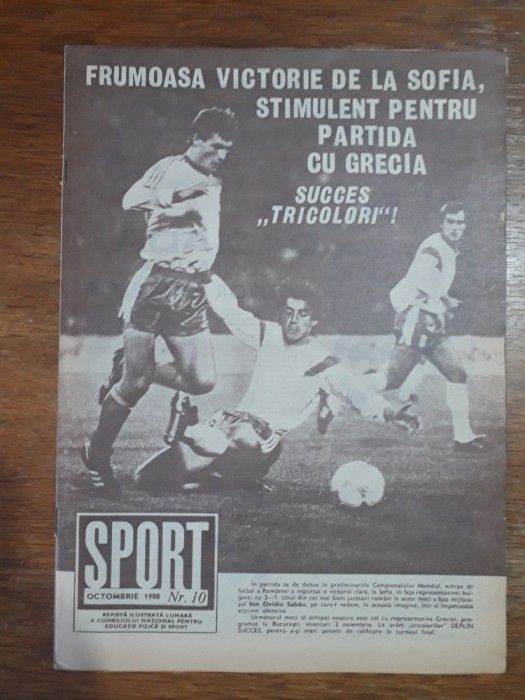 FRUMOASA VICTORIE DE LA SOFIA,
STIMULENT PENTRU
PARTIDA
CU GRECIA
SUCCES
„TRICOLORI“!
SPORT
OCTOMBRIE 1988 Nr. 10
REVISTĂ ILUSTRATĂ LUNARĂ
A CONSILIULUI NAȚIONAL PENTRU
EDUCAȚIE FIZICĂ ȘI SPORT
În partida sa de debut în preliminariile Campionatului Mondial, echipa de
fotbal a României a repurtat o victorie clară, la Sofia, în fața reprezentativei bul-
gare, cu 3—1. Unul din cei mai buni jucători români în acest meci a fost mijloca-
șul Ion Ovidiu Sabău, pe care-l vedem, în această imagine, într-o impetuoasă
acțiune ofensivă.
Următorul meci al echipei noastre este cel cu reprezentativa Greciei, pro-
gramat la București, miercuri 2 noiembrie. Le urăm „tricolorilor” DEPLIN
SUCCES, pentru a-și mări șansele de calificare în turneul final.